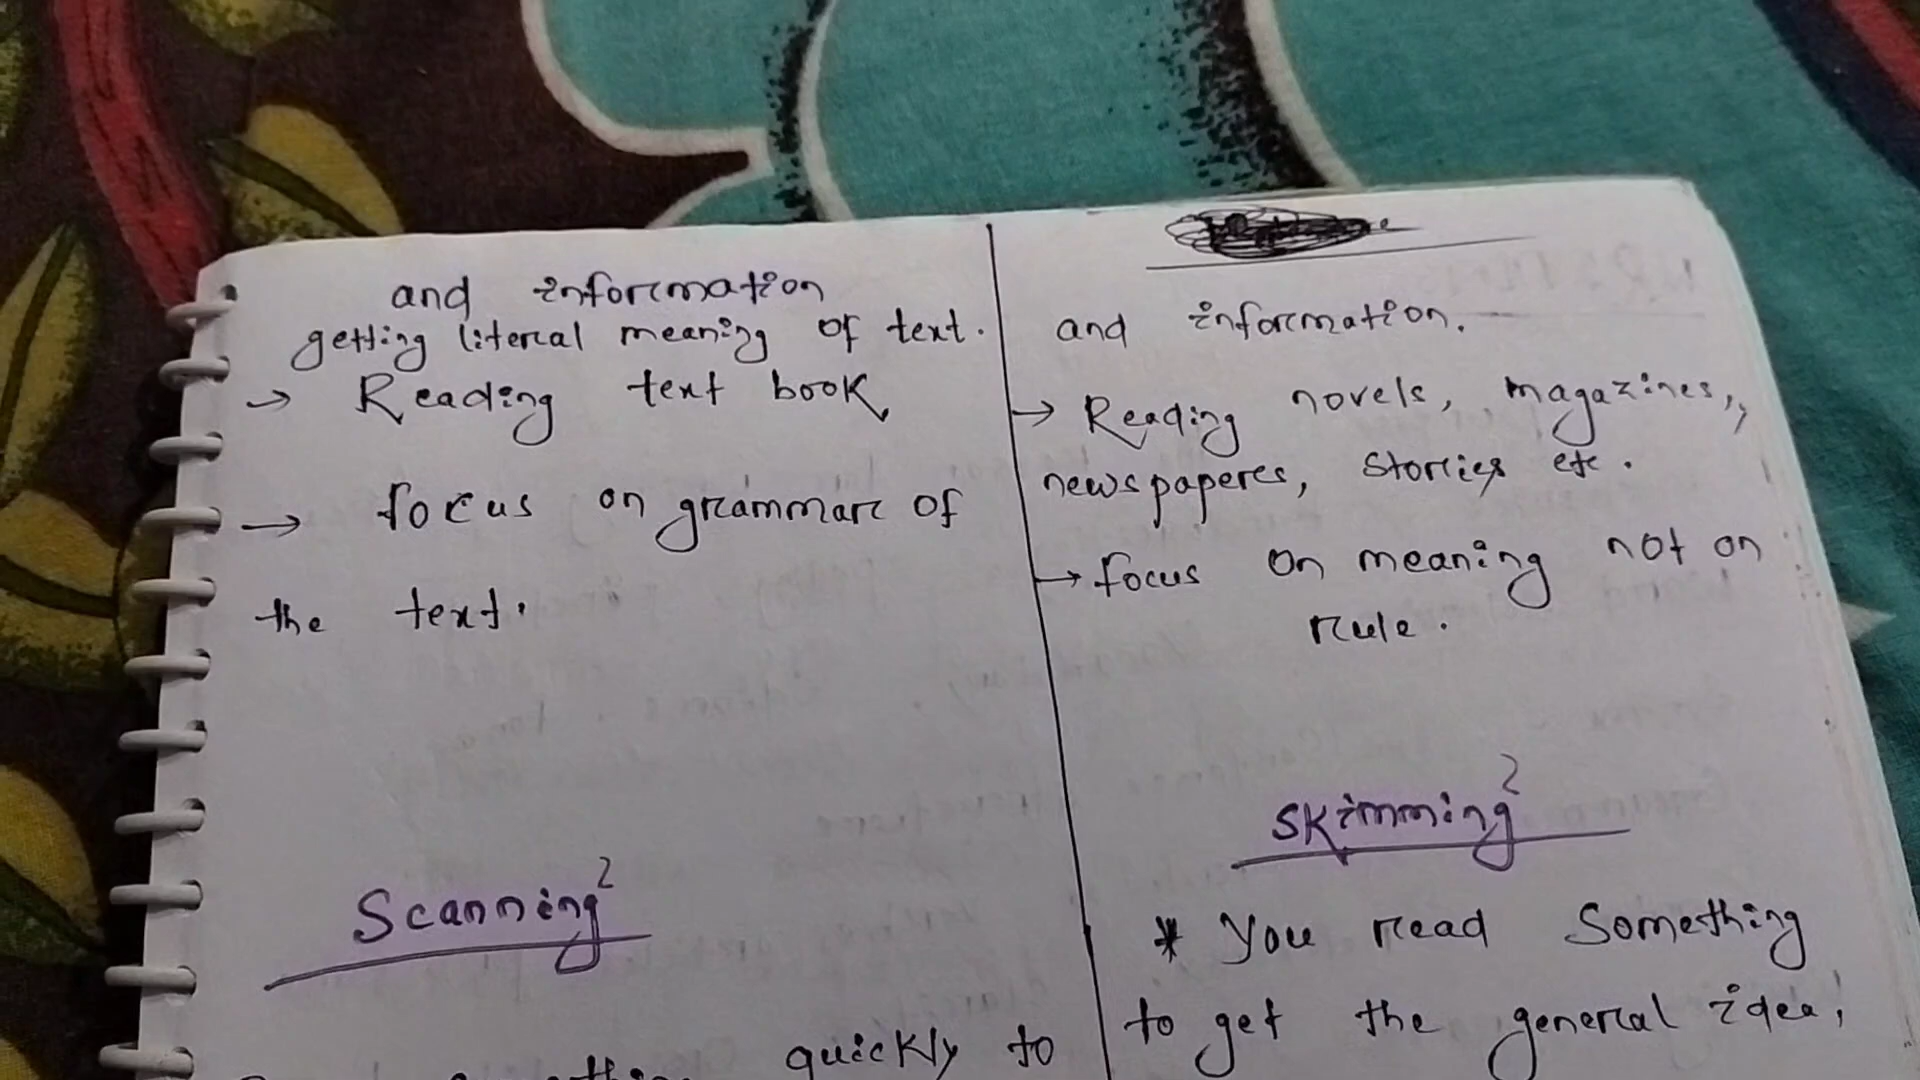 and information
getting literal meaning of text.
→ Reading text book,
→ focus on grammar of
the text.
Scanning
quickly to
and information.
→ Reading novels, magazines,,
newspapers, stories etc.
→ focus on meaning not on
rule.
Skimming
* You read Something
to get the general idea,